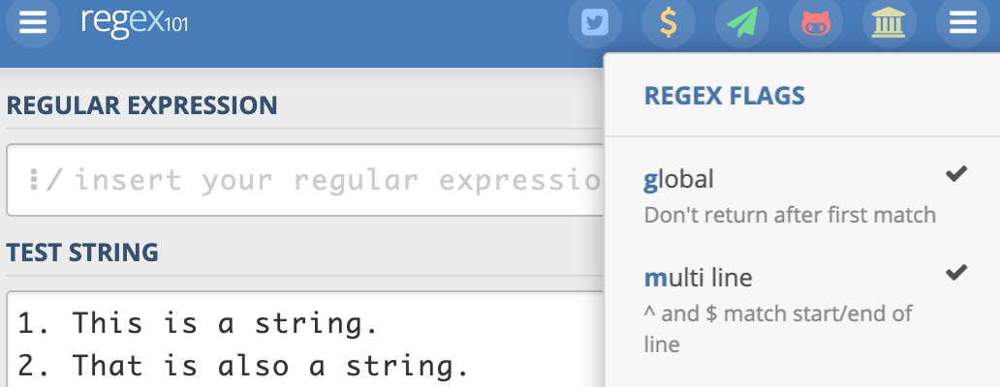 regex101
REGULAR EXPRESSION
/ insert your regular expressio
TEST STRING
1. This is a string.
2. That is also a string.
REGEX FLAGS
global
Don't return after first match
multi line
^ and $ match start/end of
line